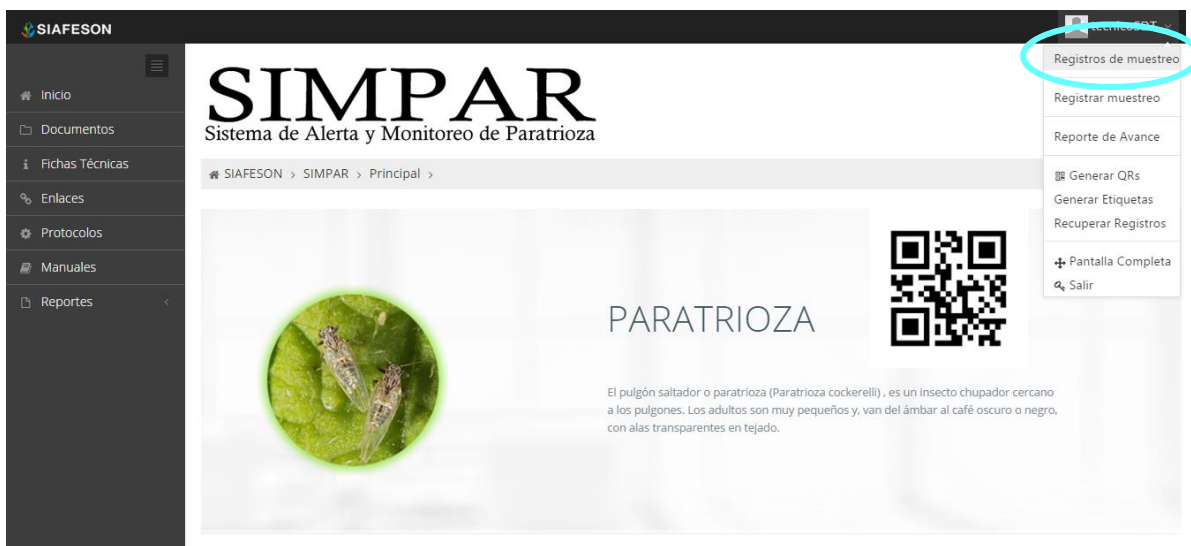 SIAFESON
tecnicoSDT
Inicio
Documentos
Fichas Técnicas
Enlaces
Protocolos
Manuales
Reportes
SIMPAR
Sistema de Alerta y Monitoreo de Paratrioza
SIAFESON > SIMPAR > Principal >
Registros de muestreo
Registrar muestreo
Reporte de Avance
Generar QRs
Generar Etiquetas
Recuperar Registros
Pantalla Completa
Salir
PARATRIOZA
El pulgón saltador o paratrioza (Paratrioza cockerelli) , es un insecto chupador cercano
a los pulgones. Los adultos son muy pequeños y, van del ámbar al café oscuro o negro,
con alas transparentes en tejado.